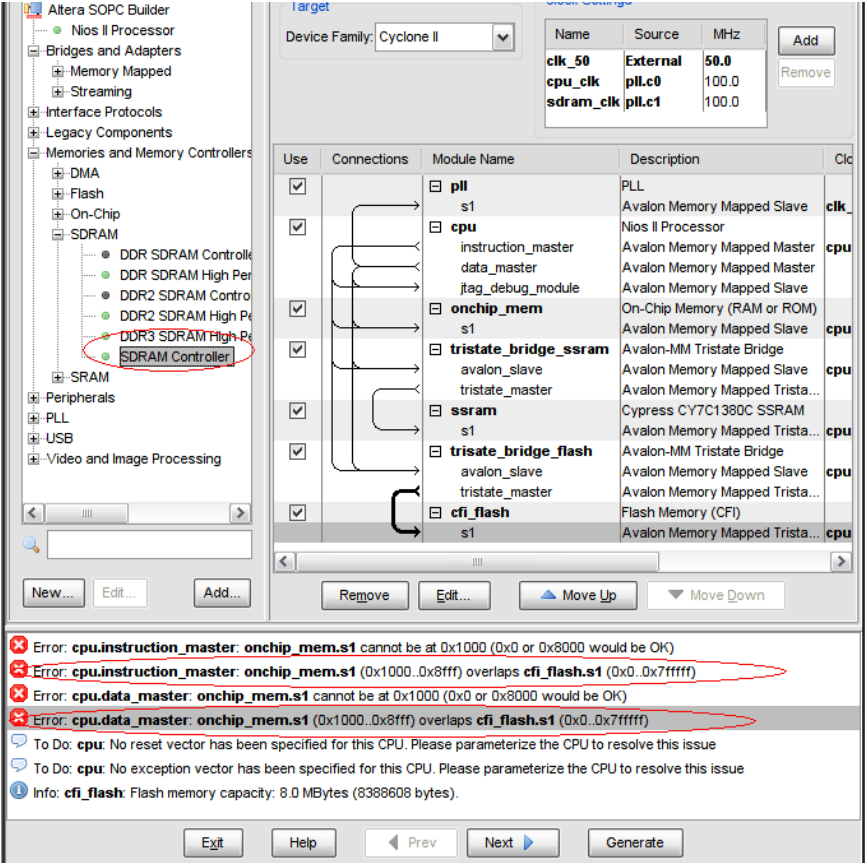 Altera SOPC Builder
Nios II Processor
Bridges and Adapters
Memory Mapped
Streaming
Interface Protocols
Legacy Components
Memories and Memory Controllers
DMA
Flash
On-Chip
SDRAM
DDR SDRAM Controlle
DDR SDRAM High Per
DDR2 SDRAM Contro
DDR2 SDRAM High Pe
DDR3 SDRAM High Pe
SDRAM Controller
SRAM
Peripherals
PLL
USB
Video and Image Processing
New... Edit... Add...
Target
Device Family: Cyclone II
Clock Settings
Name Source MHz
clk_50 External 50.0
cpu_clk pll.c0 100.0
sdram_clk pll.c1 100.0
Add
Remove
Use Connections Module Name Description Clo
pll PLL
s1 Avalon Memory Mapped Slave clk_
cpu Nios II Processor
instruction_master Avalon Memory Mapped Master cpu
data_master Avalon Memory Mapped Master
jtag_debug_module Avalon Memory Mapped Slave
onchip_mem On-Chip Memory (RAM or ROM)
s1 Avalon Memory Mapped Slave cpu
tristate_bridge_ssram Avalon-MM Tristate Bridge
avalon_slave Avalon Memory Mapped Slave cpu
tristate_master Avalon Memory Mapped Trista...
ssram Cypress CY7C1380C SSRAM
s1 Avalon Memory Mapped Trista... cpu
trisate_bridge_flash Avalon-MM Tristate Bridge
avalon_slave Avalon Memory Mapped Slave cpu
tristate_master Avalon Memory Mapped Trista...
cfi_flash Flash Memory (CFI)
s1 Avalon Memory Mapped Trista... cpu
Remove Edit... Move Up Move Down
Error: cpu.instruction_master: onchip_mem.s1 cannot be at 0x1000 (0x0 or 0x8000 would be OK)
Error: cpu.instruction_master: onchip_mem.s1 (0x1000..0x8fff) overlaps cfi_flash.s1 (0x0..0x7fffff)
Error: cpu.data_master: onchip_mem.s1 cannot be at 0x1000 (0x0 or 0x8000 would be OK)
Error: cpu.data_master: onchip_mem.s1 (0x1000..0x8fff) overlaps cfi_flash.s1 (0x0..0x7fffff)
To Do: cpu: No reset vector has been specified for this CPU. Please parameterize the CPU to resolve this issue
To Do: cpu: No exception vector has been specified for this CPU. Please parameterize the CPU to resolve this issue
Info: cfi_flash: Flash memory capacity: 8.0 MBytes (8388608 bytes).
Exit Help Prev Next Generate